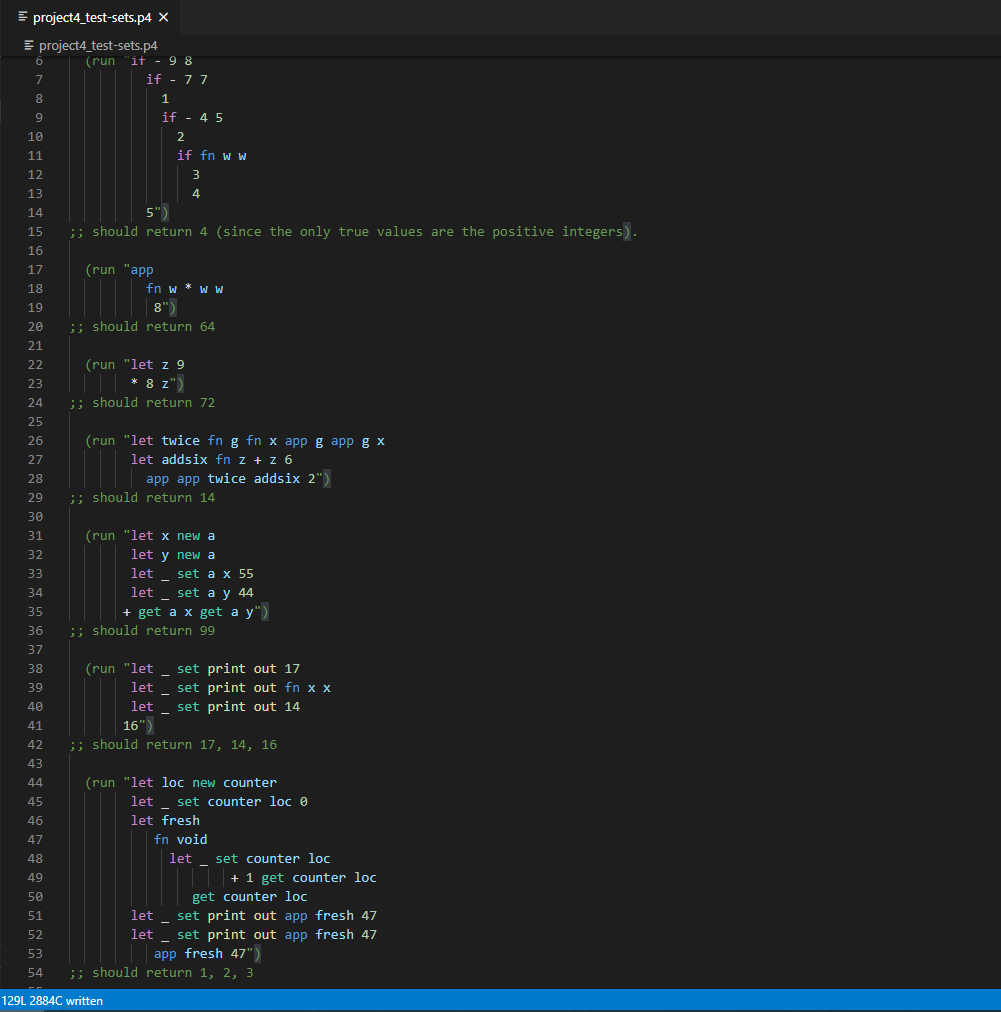 project4_test-sets.p4 ✕
project4_test-sets.p4
6 (run "if - 9 8
7 if - 7 7
8 1
9 if - 4 5
10 2
11 if fn w w
12 3
13 4
14 5")
15 ;; should return 4 (since the only true values are the positive integers).
16
17 (run "app
18 fn w * w w
19 8")
20 ;; should return 64
21
22 (run "let z 9
23 * 8 z")
24 ;; should return 72
25
26 (run "let twice fn g fn x app g app g x
27 let addsix fn z + z 6
28 app app twice addsix 2")
29 ;; should return 14
30
31 (run "let x new a
32 let y new a
33 let _ set a x 55
34 let _ set a y 44
35 + get a x get a y")
36 ;; should return 99
37
38 (run "let _ set print out 17
39 let _ set print out fn x x
40 let _ set print out 14
41 16")
42 ;; should return 17, 14, 16
43
44 (run "let loc new counter
45 let _ set counter loc 0
46 let fresh
47 fn void
48 let _ set counter loc
49 + 1 get counter loc
50 get counter loc
51 let _ set print out app fresh 47
52 let _ set print out app fresh 47
53 app fresh 47")
54 ;; should return 1, 2, 3
129L 2884C written